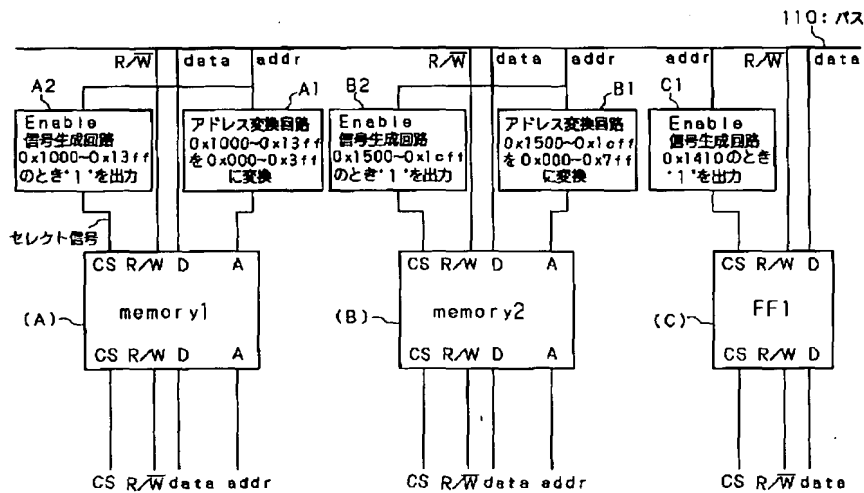 110: バス
R/W data addr R/W data addr addr R/W data
A2 A1 B2 B1 C1
Enable
信号生成回路
0x1000~0x13ff
のとき"1"を出力
アドレス変換回路
0x1000~0x13ff
を0x000~0x3ff
に変換
Enable
信号生成回路
0x1500~0x1cff
のとき"1"を出力
アドレス変換回路
0x1500~0x1cff
を0x000~0x7ff
に変換
Enable
信号生成回路
0x1410のとき
"1"を出力
セレクト信号
CS R/W D A
(A) memory1
CS R/W D A
CS R/W D A
(B) memory2
CS R/W D A
CS R/W D
(C) FF1
CS R/W D
CS R/W data addr CS R/W data addr CS R/W data